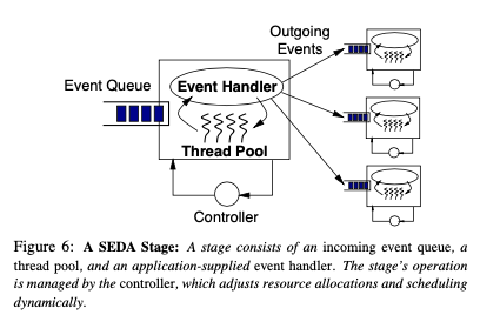 Outgoing
Events
Event Queue
Event Handler
Thread Pool
Controller
Figure 6: A SEDA Stage: A stage consists of an incoming event queue, a
thread pool, and an application-supplied event handler. The stage's operation
is managed by the controller, which adjusts resource allocations and scheduling
dynamically.